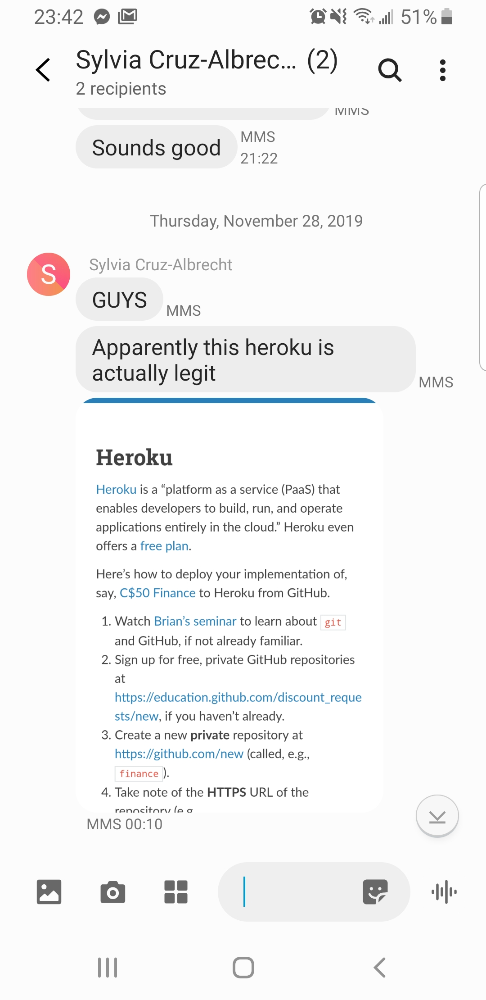 23:42
51%
Sylvia Cruz-Albrec... (2)
2 recipients
MMS
Sounds good
MMS
21:22
Thursday, November 28, 2019
S
Sylvia Cruz-Albrecht
GUYS
MMS
Apparently this heroku is
actually legit
MMS
Heroku
Heroku is a “platform as a service (PaaS) that
enables developers to build, run, and operate
applications entirely in the cloud.” Heroku even
offers a free plan.
Here’s how to deploy your implementation of,
say, C$50 Finance to Heroku from GitHub.
1. Watch Brian’s seminar to learn about git
and GitHub, if not already familiar.
2. Sign up for free, private GitHub repositories
at
https://education.github.com/discount_reque
sts/new, if you haven’t already.
3. Create a new private repository at
https://github.com/new (called, e.g.,
finance ).
4. Take note of the HTTPS URL of the
repository (e.g.
MMS 00:10